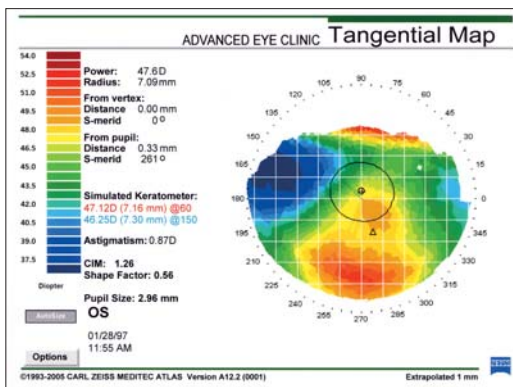 ADVANCED EYE CLINIC Tangential Map
54.0
52.5
51.0
49.5
48.0
46.5
45.0
43.5
42.0
40.5
39.0
37.5
Diopter
AutoSize
Options
Power: 47.6D
Radius: 7.09mm
From vertex:
Distance 0.00 mm
S-merid 0º
From pupil:
Distance 0.33 mm
S-merid 261º
Simulated Keratometer:
47.12D (7.16 mm) @60
46.25D (7.30 mm) @150
Astigmatism: 0.87D
CIM: 1.26
Shape Factor: 0.56
Pupil Size: 2.96 mm
OS
01/28/97
11:55 AM
90
75
60
45
30
15
0
345
330
315
300
285
270
255
240
225
210
195
180
165
150
135
120
105
©1993-2005 CARL ZEISS MEDITEC ATLAS Version A12.2 (0001) Extrapolated 1 mm